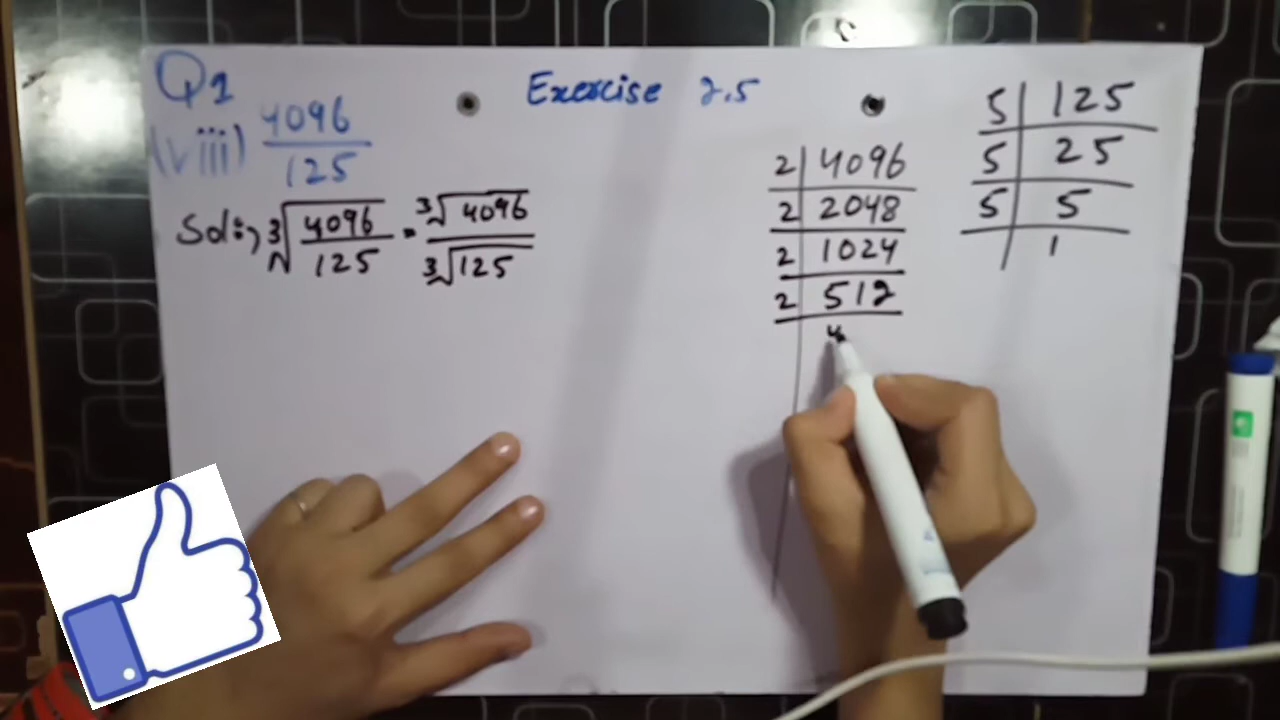 Q1
Exercise 2.5
(viii) 4096/125
Sol:, ∛(4096/125) = ∛4096/∛125
2 | 4096
2 | 2048
2 | 1024
2 | 512
5 | 125
5 | 25
5 | 5
1